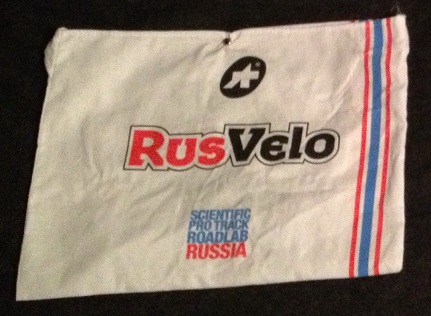 RusVelo
SCIENTIFIC
PRO TRACK
ROADLAB
RUSSIA